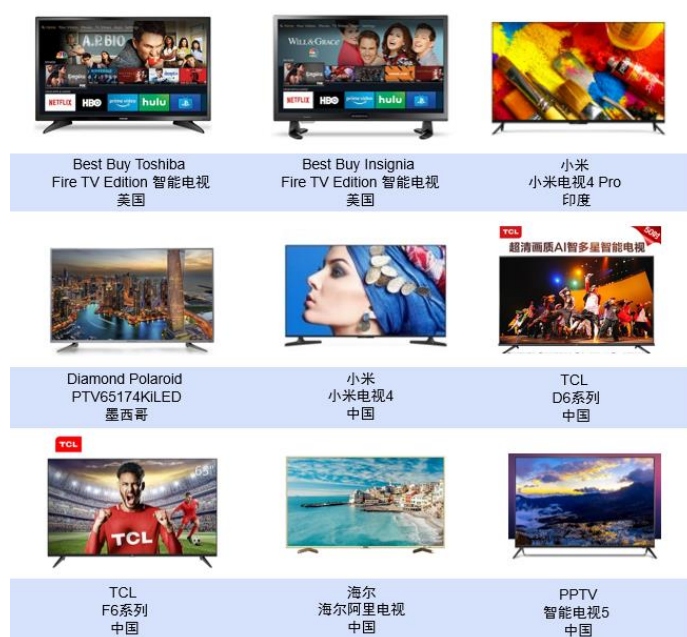 A.P. BIO
NETFLIX HBO prime video hulu
WILL&GRACE
NETFLIX HBO prime video hulu
Best Buy Toshiba
Fire TV Edition 智能电视
美国
Best Buy Insignia
Fire TV Edition 智能电视
美国
小米
小米电视4 Pro
印度
TCL
50吋
超清画质AI智多星智能电视
Diamond Polaroid
PTV65174KiLED
墨西哥
小米
小米电视4
中国
TCL
D6系列
中国
TCL
65"
TCL
TCL
F6系列
中国
海尔
海尔阿里电视
中国
PPTV
智能电视5
中国